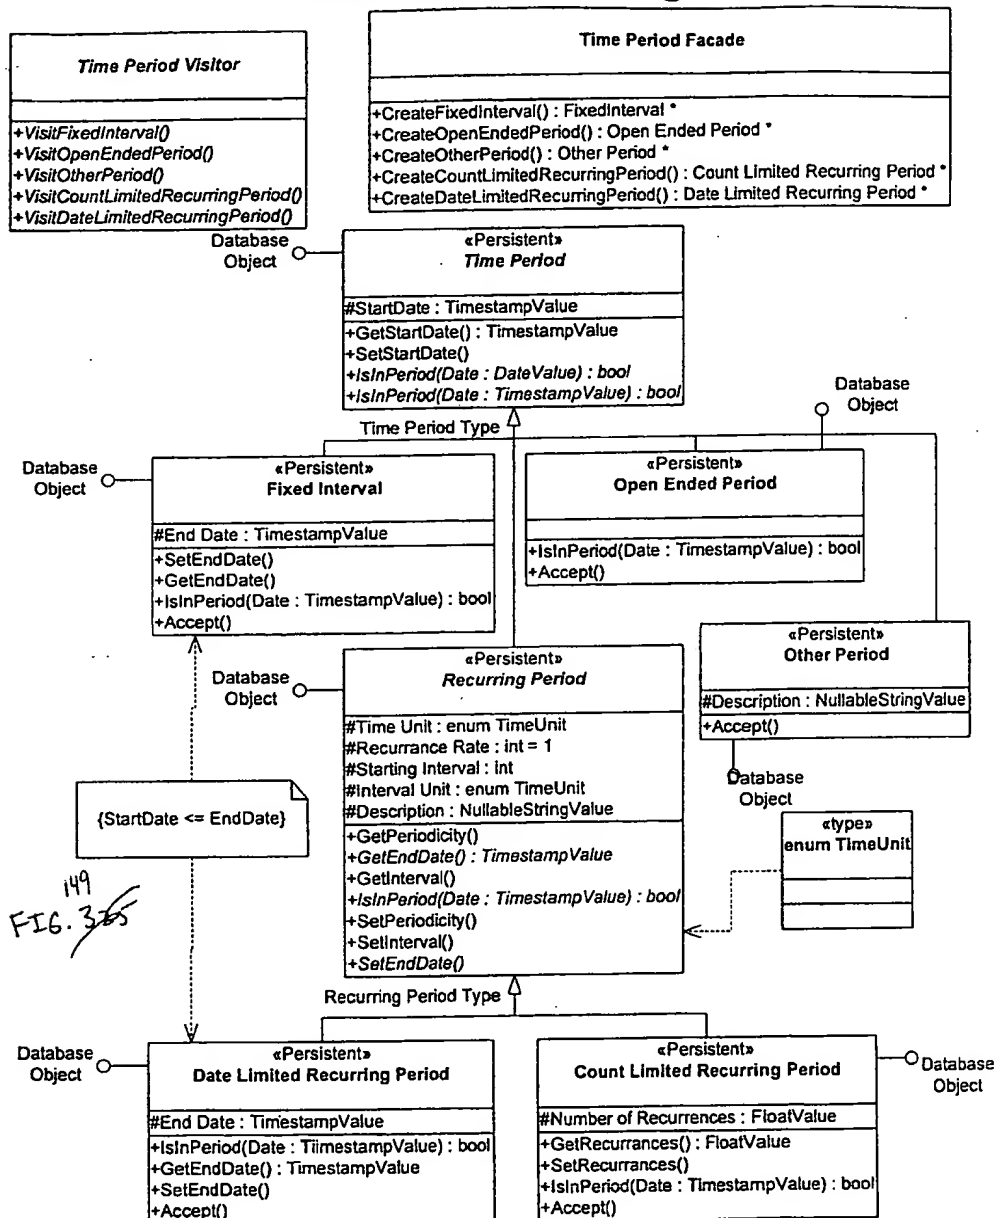 Time Period Visitor
+VisitFixedInterval()
+VisitOpenEndedPeriod()
+VisitOtherPeriod()
+VisitCountLimitedRecurringPeriod()
+VisitDateLimitedRecurringPeriod()
Time Period Facade
+CreateFixedInterval() : FixedInterval *
+CreateOpenEndedPeriod() : Open Ended Period *
+CreateOtherPeriod() : Other Period *
+CreateCountLimitedRecurringPeriod() : Count Limited Recurring Period *
+CreateDateLimitedRecurringPeriod() : Date Limited Recurring Period *
Database
Object
«Persistent»
Time Period
#StartDate : TimestampValue
+GetStartDate() : TimestampValue
+SetStartDate()
+IsInPeriod(Date : DateValue) : bool
+IsInPeriod(Date : TimestampValue) : bool
Time Period Type
Database
Object
Database
Object
«Persistent»
Fixed Interval
#End Date : TimestampValue
+SetEndDate()
+GetEndDate()
+IsInPeriod(Date : TimestampValue) : bool
+Accept()
«Persistent»
Open Ended Period
+IsInPeriod(Date : TimestampValue) : bool
+Accept()
«Persistent»
Other Period
#Description : NullableStringValue
+Accept()
Database
Object
Database
Object
«Persistent»
Recurring Period
#Time Unit : enum TimeUnit
#Recurrance Rate : int = 1
#Starting Interval : int
#Interval Unit : enum TimeUnit
#Description : NullableStringValue
+GetPeriodicity()
+GetEndDate() : TimestampValue
+GetInterval()
+IsInPeriod(Date : TimestampValue) : bool
+SetPeriodicity()
+SetInterval()
+SetEndDate()
{StartDate <= EndDate}
«type»
enum TimeUnit
149
FIG. 335
Recurring Period Type
Database
Object
«Persistent»
Date Limited Recurring Period
#End Date : TimestampValue
+IsInPeriod(Date : TiimestampValue) : bool
+GetEndDate() : TimestampValue
+SetEndDate()
+Accept()
«Persistent»
Count Limited Recurring Period
#Number of Recurrences : FloatValue
+GetRecurrances() : FloatValue
+SetRecurrances()
+IsInPeriod(Date : TimestampValue) : bool
+Accept()
Database
Object